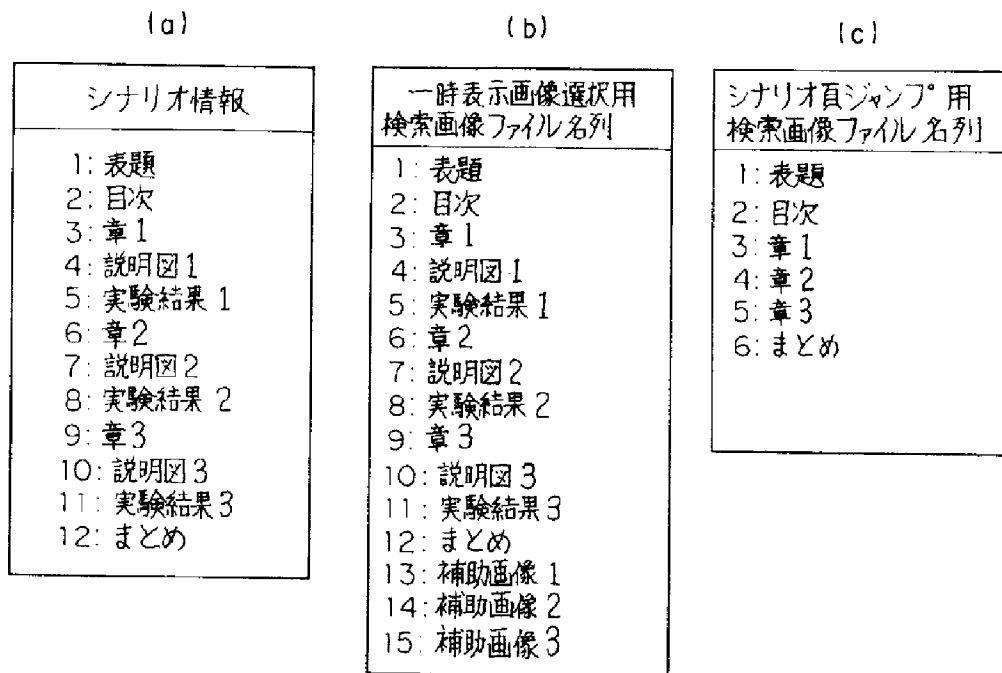 (a)
シナリオ情報
1: 表題
2: 目次
3: 章1
4: 説明図1
5: 実験結果1
6: 章2
7: 説明図2
8: 実験結果2
9: 章3
10: 説明図3
11: 実験結果3
12: まとめ
(b)
一時表示画像選択用
検索画像ファイル名列
1: 表題
2: 目次
3: 章1
4: 説明図1
5: 実験結果1
6: 章2
7: 説明図2
8: 実験結果2
9: 章3
10: 説明図3
11: 実験結果3
12: まとめ
13: 補助画像1
14: 補助画像2
15: 補助画像3
(c)
シナリオ頁ジャンプ用
検索画像ファイル名列
1: 表題
2: 目次
3: 章1
4: 章2
5: 章3
6: まとめ